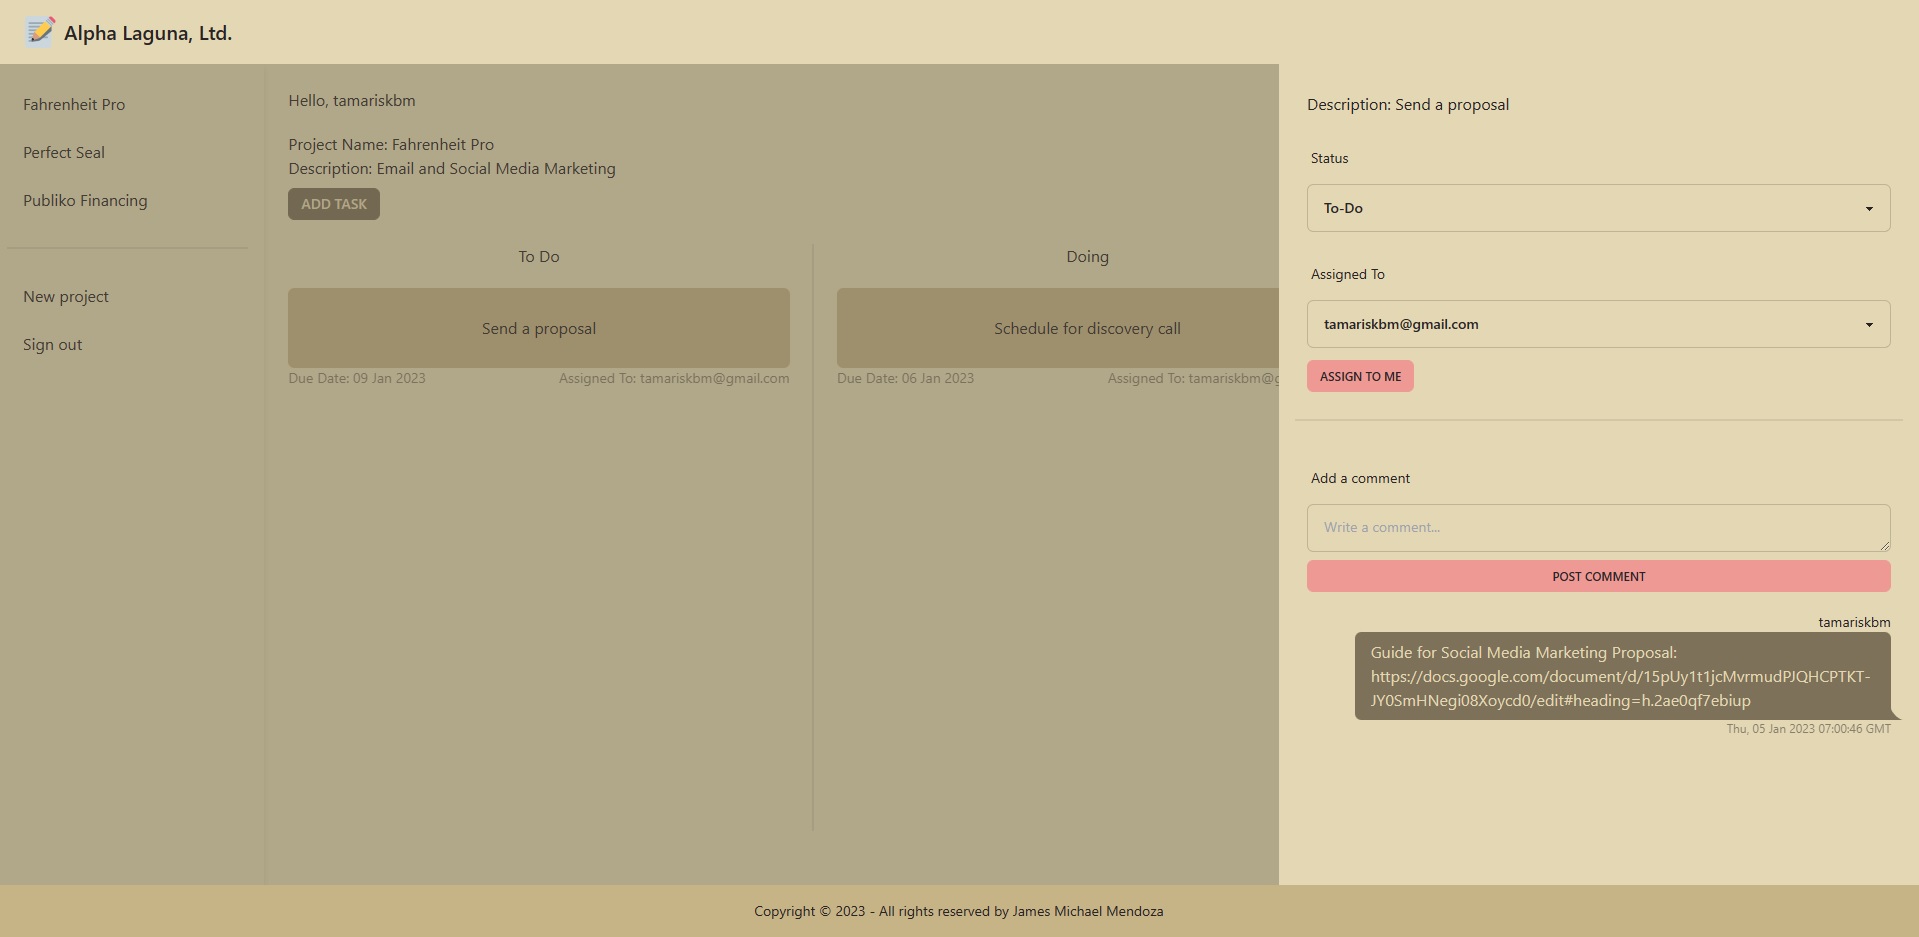 Alpha Laguna, Ltd.
Fahrenheit Pro
Perfect Seal
Publiko Financing
New project
Sign out
Hello, tamariskbm
Project Name: Fahrenheit Pro
Description: Email and Social Media Marketing
ADD TASK
To Do
Send a proposal
Due Date: 09 Jan 2023
Assigned To: tamariskbm@gmail.com
Doing
Schedule for discovery call
Due Date: 06 Jan 2023
Assigned To: tamariskbm@g
Description: Send a proposal
Status
To-Do
Assigned To
tamariskbm@gmail.com
ASSIGN TO ME
Add a comment
Write a comment...
POST COMMENT
tamariskbm
Guide for Social Media Marketing Proposal:
https://docs.google.com/document/d/15pUy1t1jcMvrmudPJQHCPTKT-
JY0SmHNegi08Xoycd0/edit#heading=h.2ae0qf7ebiup
Thu, 05 Jan 2023 07:00:46 GMT
Copyright © 2023 - All rights reserved by James Michael Mendoza